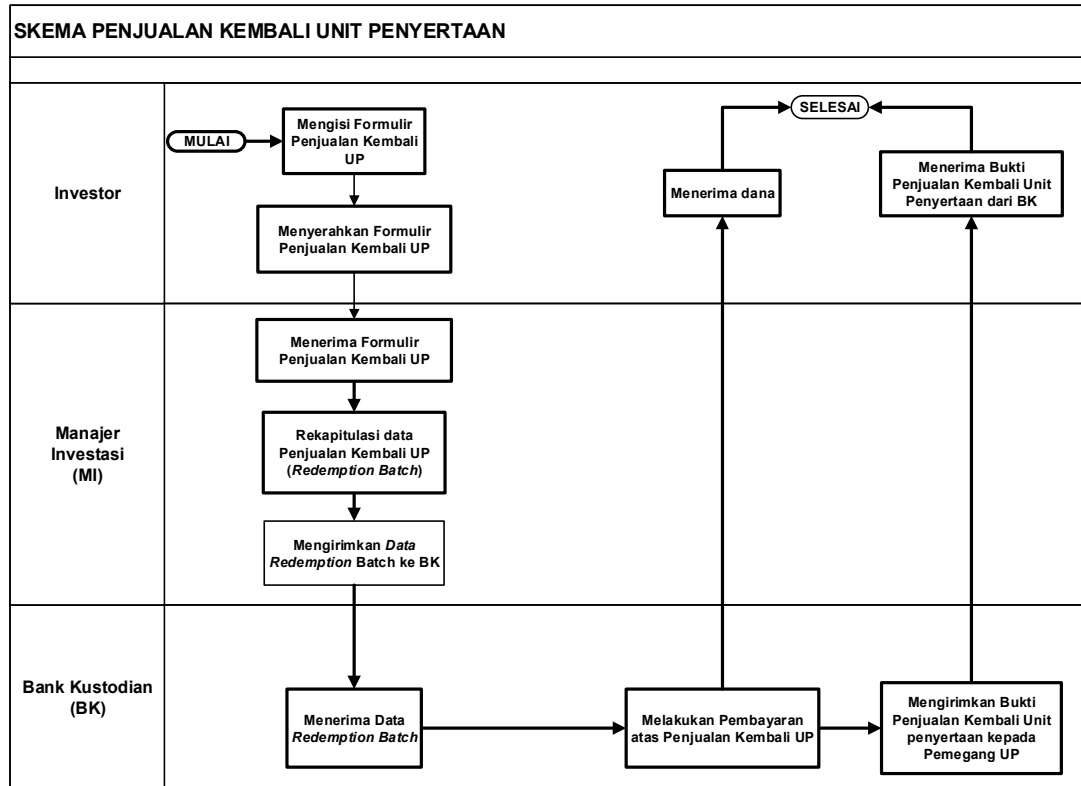 SKEMA PENJUALAN KEMBALI UNIT PENYERTAAN
Investor
MULAI
Mengisi Formulir
Penjualan Kembali
UP
Menyerahkan Formulir
Penjualan Kembali UP
SELESAI
Menerima dana
Menerima Bukti
Penjualan Kembali Unit
Penyertaan dari BK
Manajer
Investasi
(MI)
Menerima Formulir
Penjualan Kembali UP
Rekapitulasi data
Penjualan Kembali UP
(Redemption Batch)
Mengirimkan Data
Redemption Batch ke BK
Bank Kustodian
(BK)
Menerima Data
Redemption Batch
Melakukan Pembayaran
atas Penjualan Kembali UP
Mengirimkan Bukti
Penjualan Kembali Unit
penyertaan kepada
Pemegang UP